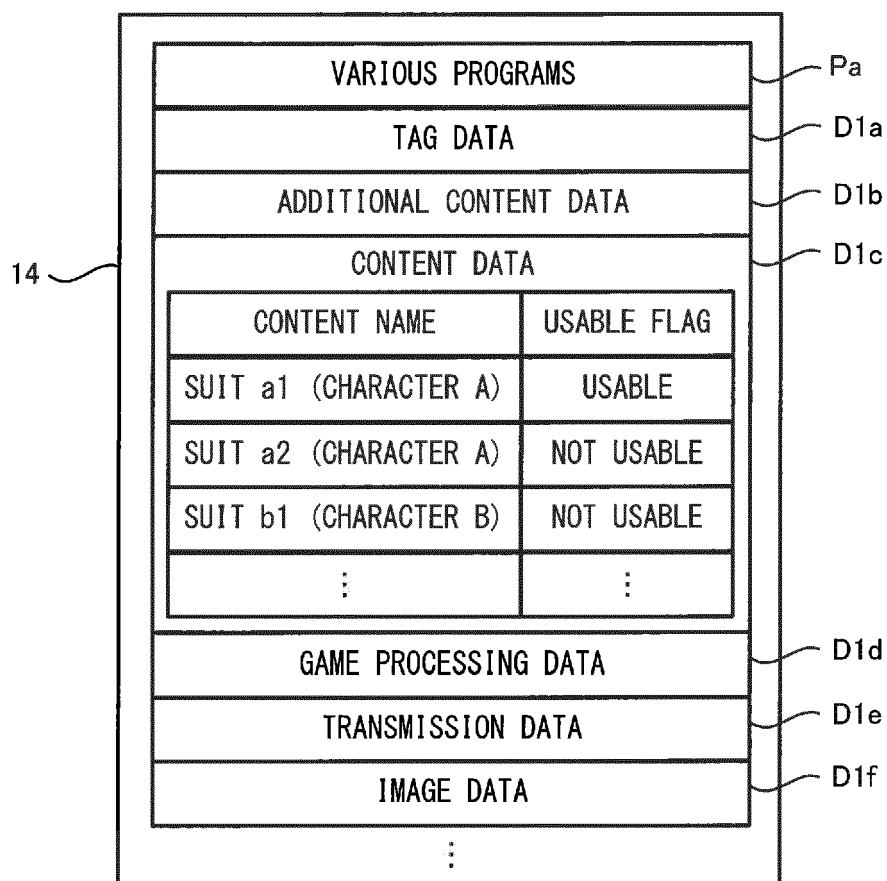 VARIOUS PROGRAMS Pa
TAG DATA D1a
ADDITIONAL CONTENT DATA D1b
CONTENT DATA D1c
14
CONTENT NAME USABLE FLAG
SUIT a1 (CHARACTER A) USABLE
SUIT a2 (CHARACTER A) NOT USABLE
SUIT b1 (CHARACTER B) NOT USABLE
⋮ ⋮
GAME PROCESSING DATA D1d
TRANSMISSION DATA D1e
IMAGE DATA D1f
⋮